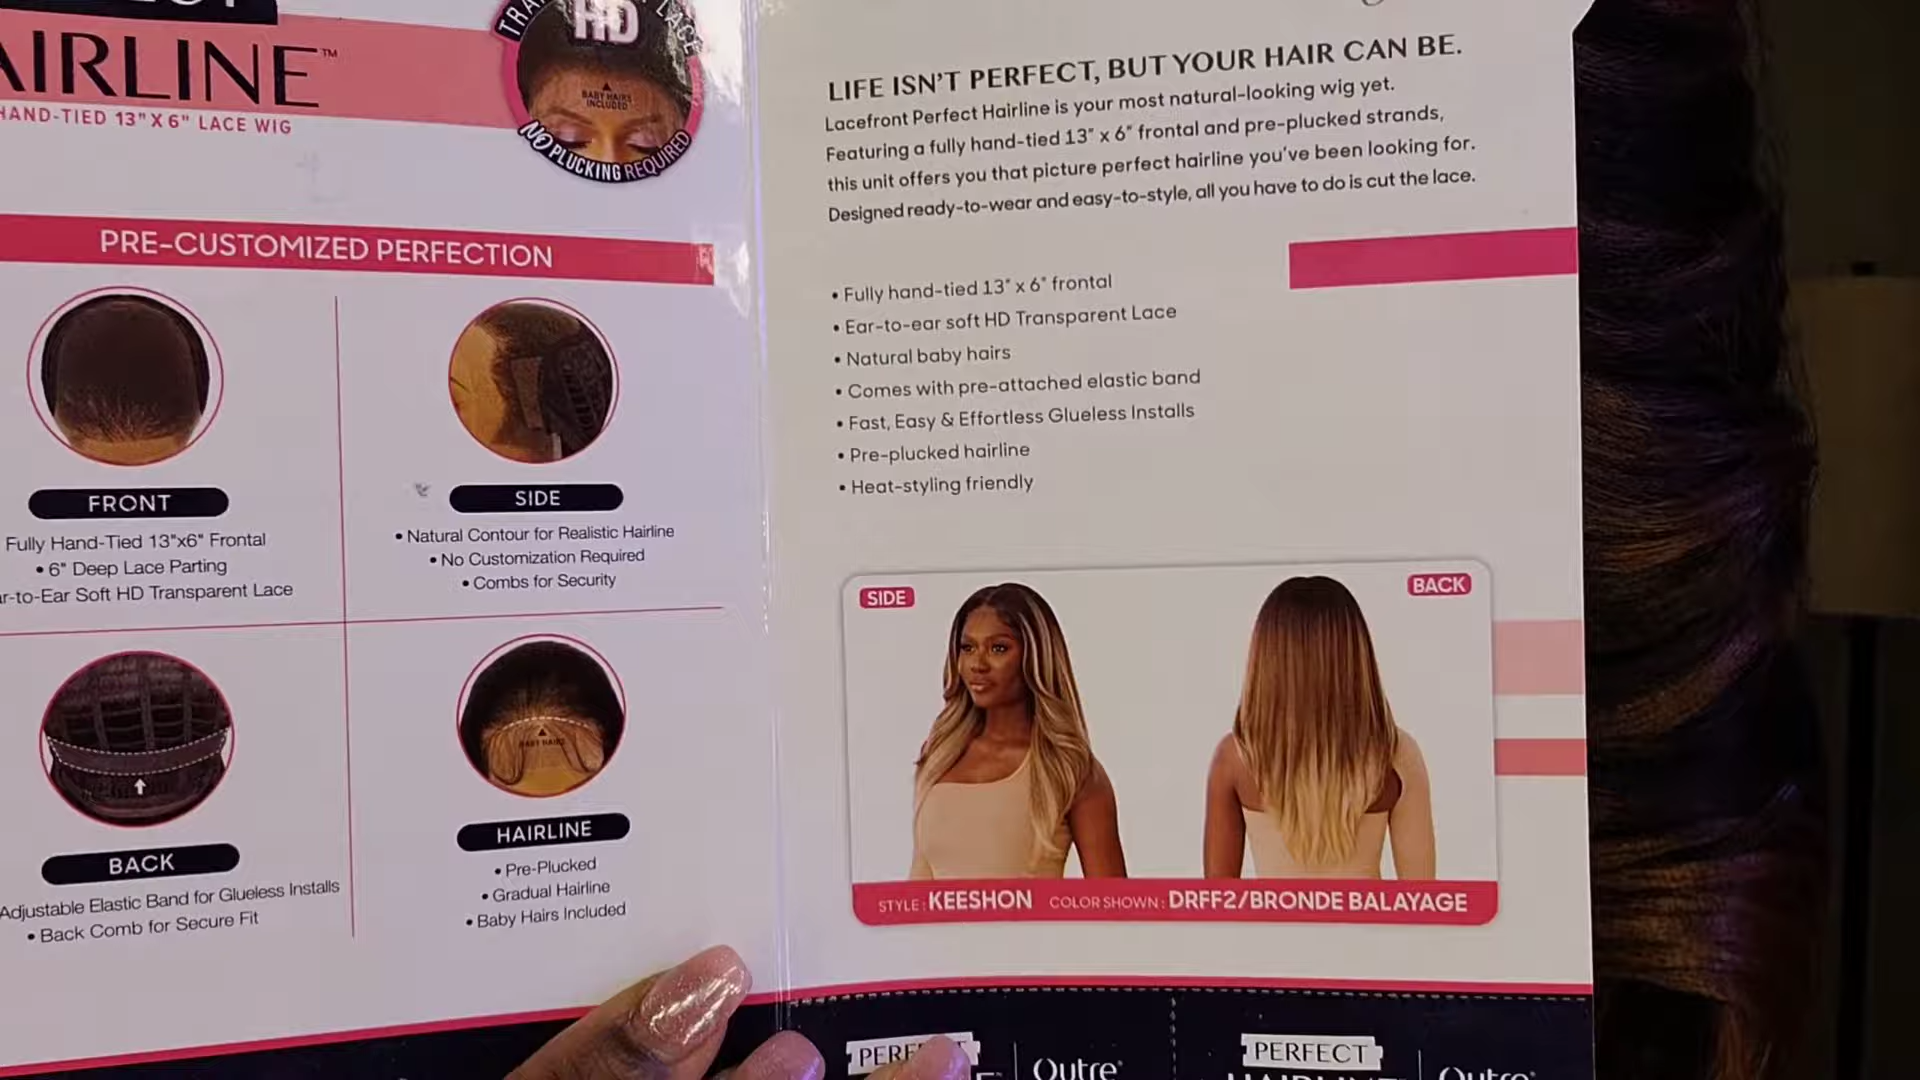 AIRLINE™
HAND-TIED 13" X 6" LACE WIG
HD
LACE
BABY HAIRS
INCLUDED
NO PLUCKING REQUIRED
PRE-CUSTOMIZED PERFECTION
FRONT
Fully Hand-Tied 13"x6" Frontal
• 6" Deep Lace Parting
r-to-Ear Soft HD Transparent Lace
SIDE
• Natural Contour for Realistic Hairline
• No Customization Required
• Combs for Security
BACK
Adjustable Elastic Band for Glueless Installs
• Back Comb for Secure Fit
BABY HAIRS
HAIRLINE
• Pre-Plucked
• Gradual Hairline
• Baby Hairs Included
LIFE ISN'T PERFECT, BUT YOUR HAIR CAN BE.
Lacefront Perfect Hairline is your most natural-looking wig yet.
Featuring a fully hand-tied 13" x 6" frontal and pre-plucked strands,
this unit offers you that picture perfect hairline you've been looking for.
Designed ready-to-wear and easy-to-style, all you have to do is cut the lace.
• Fully hand-tied 13" x 6" frontal
• Ear-to-ear soft HD Transparent Lace
• Natural baby hairs
• Comes with pre-attached elastic band
• Fast, Easy & Effortless Glueless Installs
• Pre-plucked hairline
• Heat-styling friendly
SIDE
BACK
STYLE: KEESHON COLOR SHOWN: DRFF2/BRONDE BALAYAGE
PERFECT
Outre®
PERFECT
Outre®